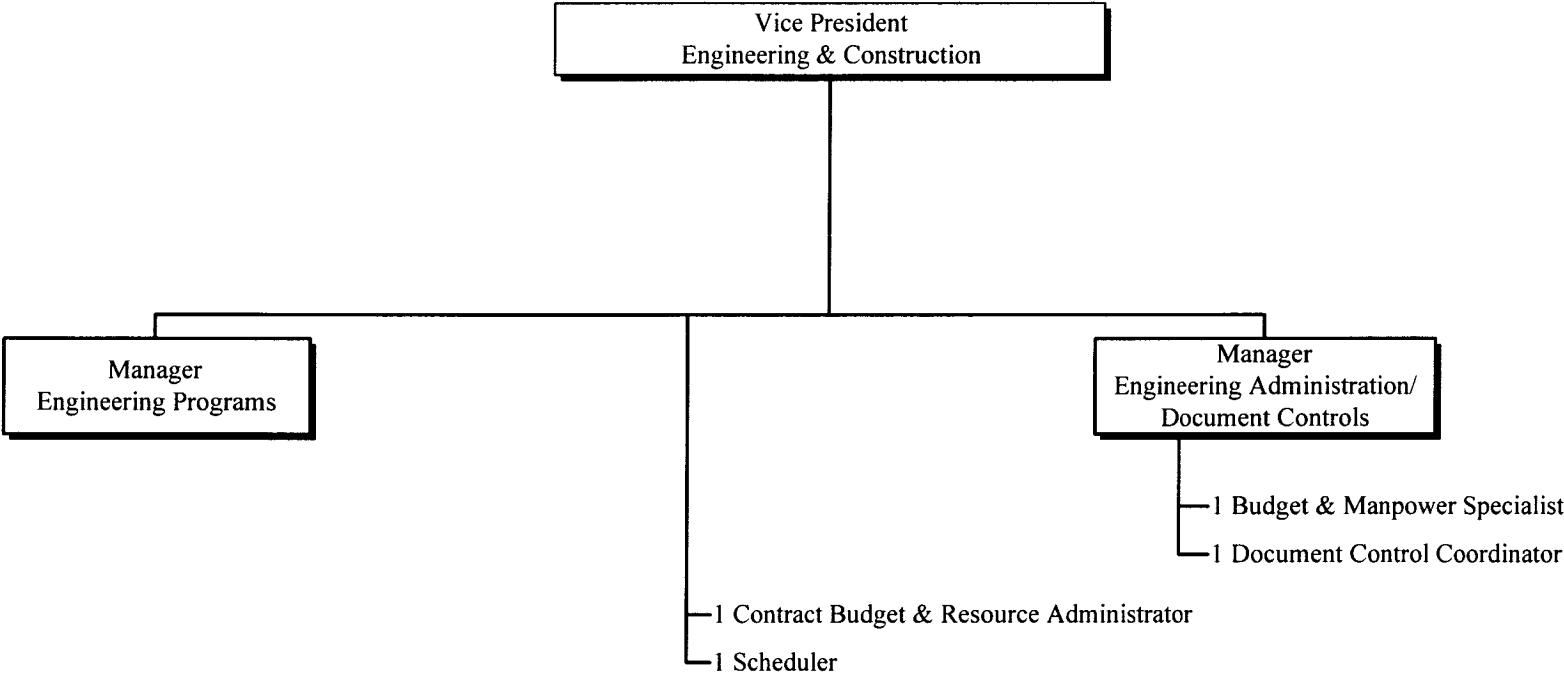 Vice President
Engineering & Construction
Manager
Engineering Programs
Manager
Engineering Administration/
Document Controls
1 Budget & Manpower Specialist
1 Document Control Coordinator
1 Contract Budget & Resource Administrator
1 Scheduler